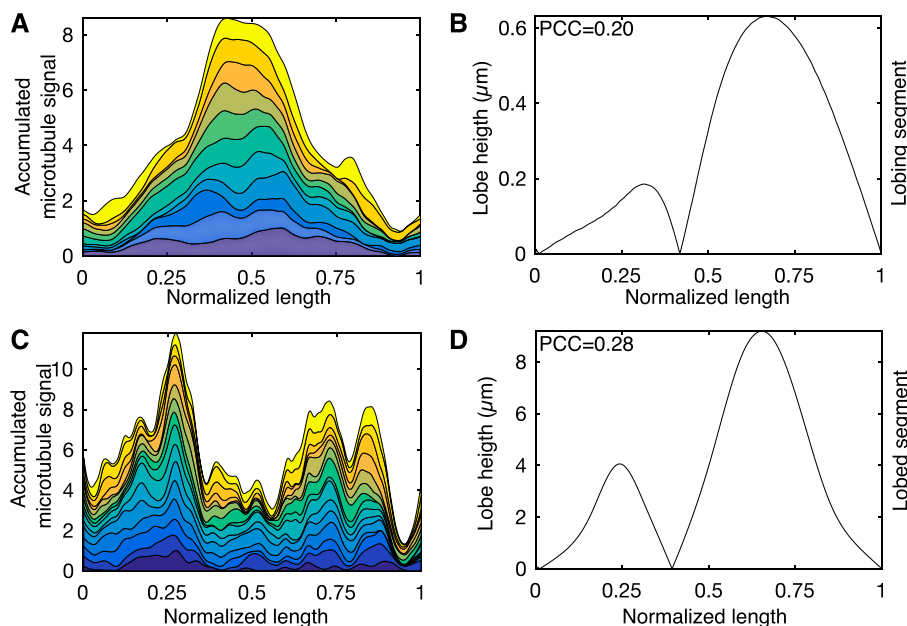 A
Accumulated
microtubule signal
8
6
4
2
0
0
0.25
0.5
0.75
1
Normalized length
B
PCC=0.20
Lobe heigth (µm)
0.6
0.4
0.2
0
0
0.25
0.5
0.75
1
Normalized length
Lobing segment
C
Accumulated
microtubule signal
10
8
6
4
2
0
0
0.25
0.5
0.75
1
Normalized length
D
PCC=0.28
Lobe heigth (µm)
8
6
4
2
0
0
0.25
0.5
0.75
1
Normalized length
Lobed segment